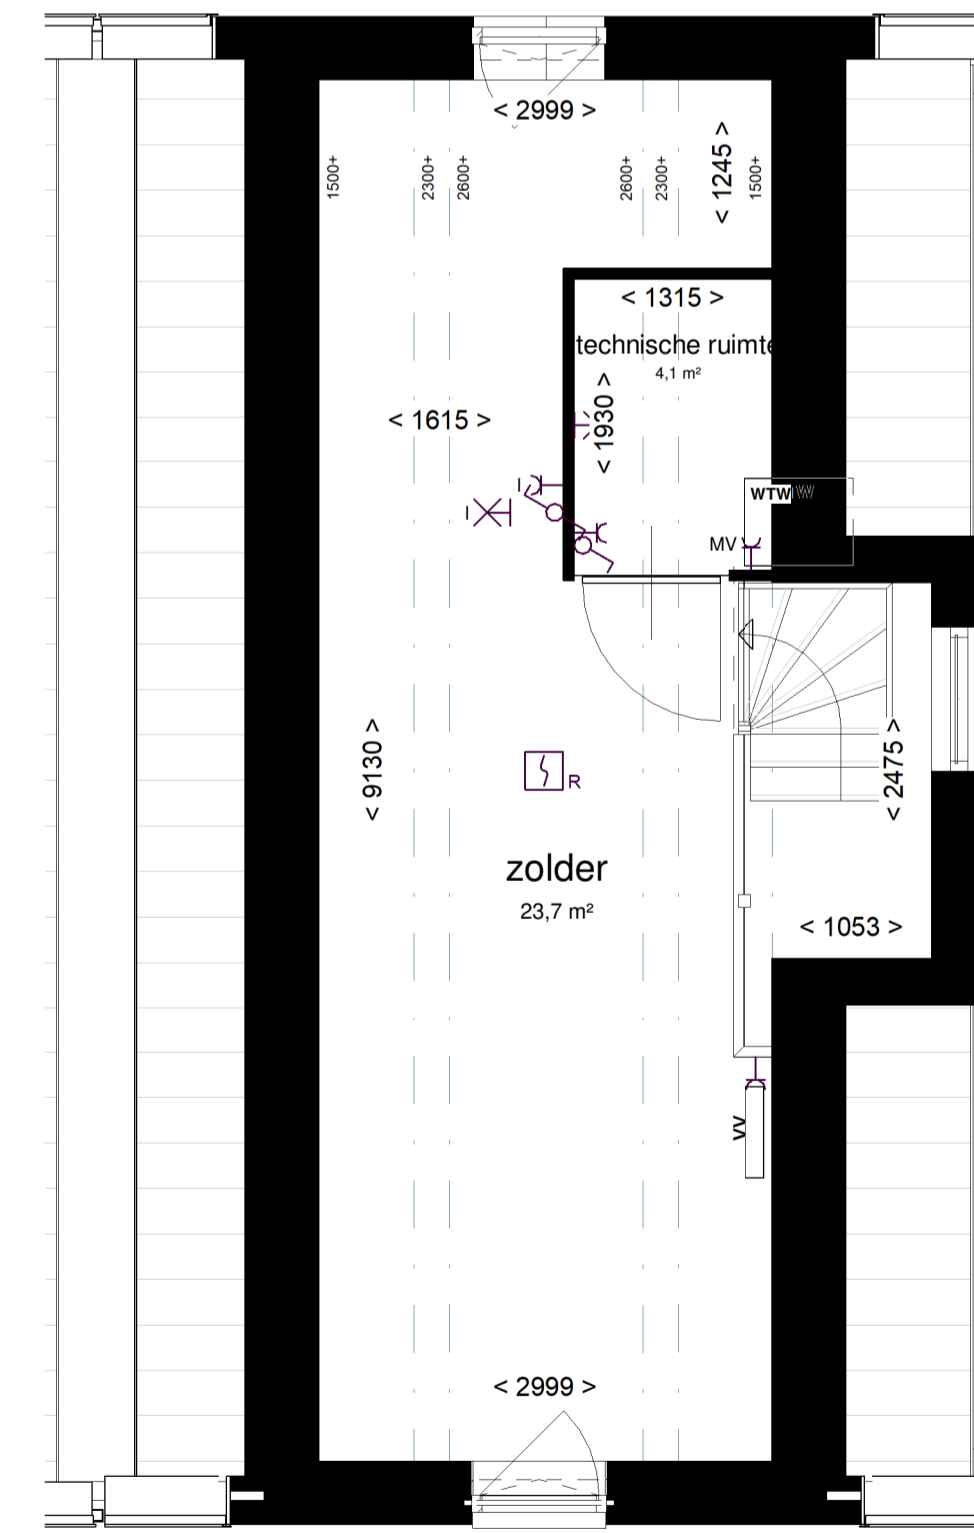 < 2999 >
1500+
2300+
2600+
2600+
2300+
< 1245 >
1500+
< 1315 >
technische ruimte
4,1 m²
< 1930 >
< 1615 >
I
I
WTW
MV
< 9130 >
R
< 2475 >
zolder
23,7 m²
< 1053 >
VV
< 2999 >